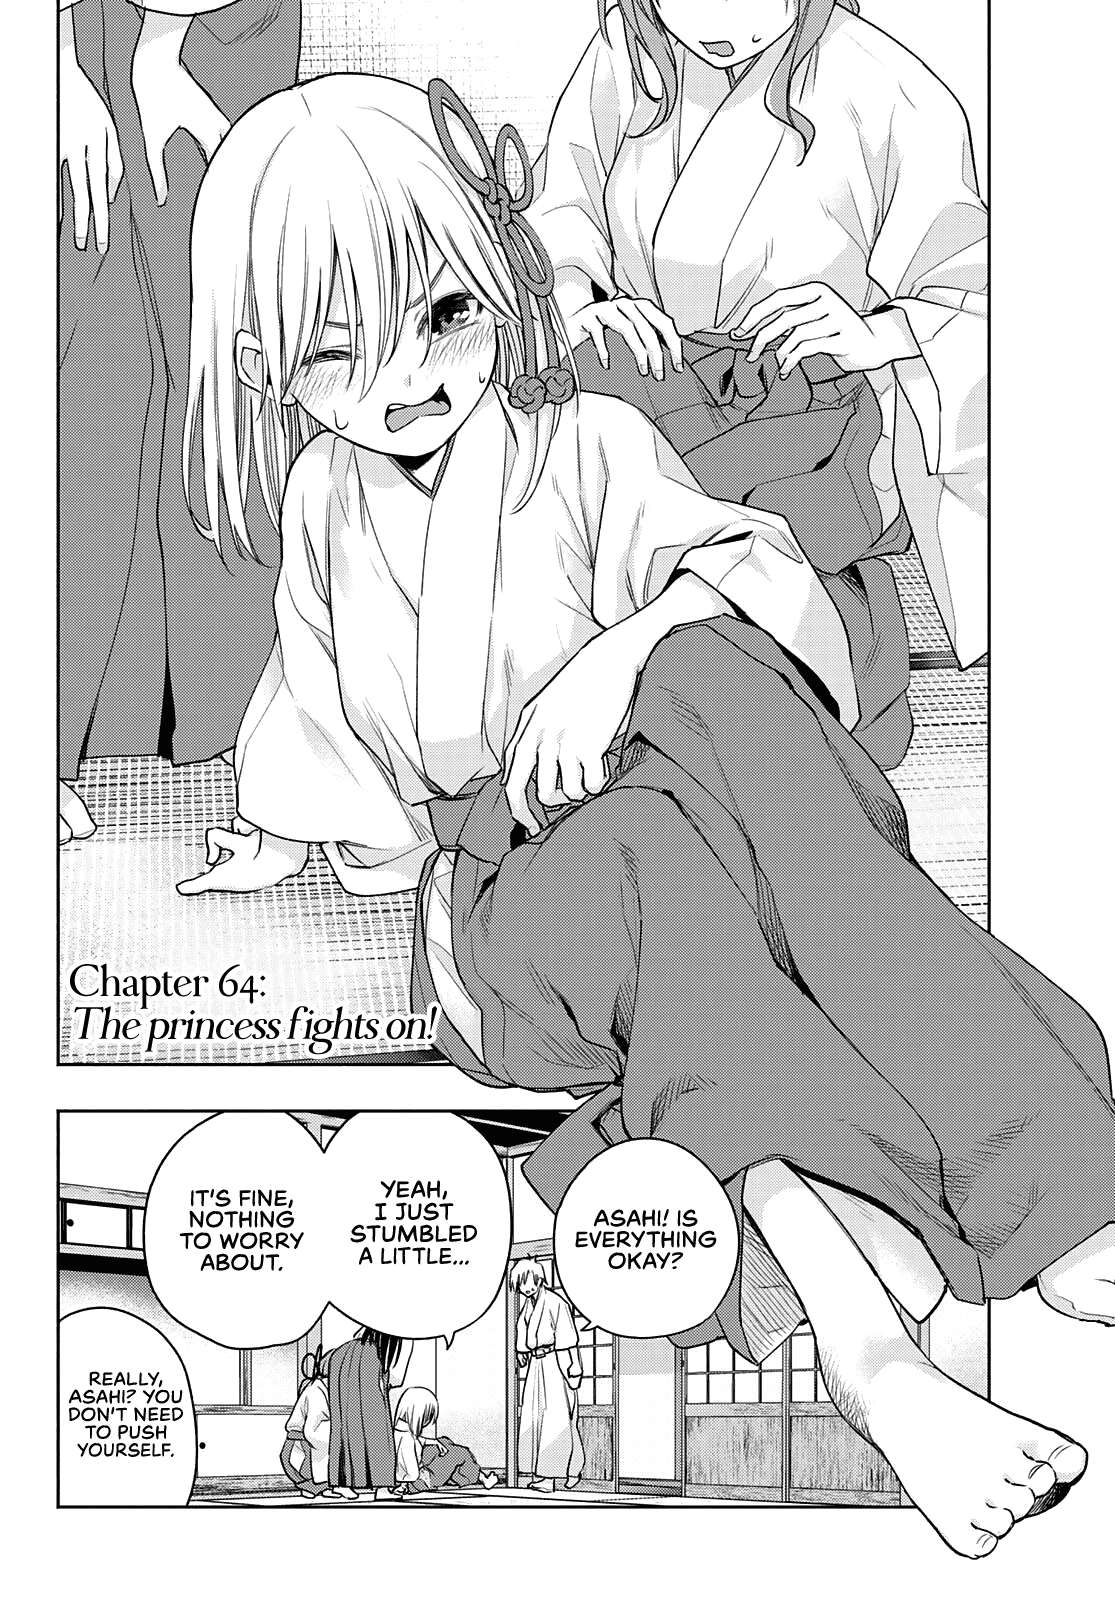 Chapter 64:
The princess fights on!
ASAHI! IS
EVERYTHING
OKAY?
YEAH,
I JUST
STUMBLED
A LITTLE...
IT'S FINE,
NOTHING
TO WORRY
ABOUT.
REALLY,
ASAHI? YOU
DON'T NEED
TO PUSH
YOURSELF.